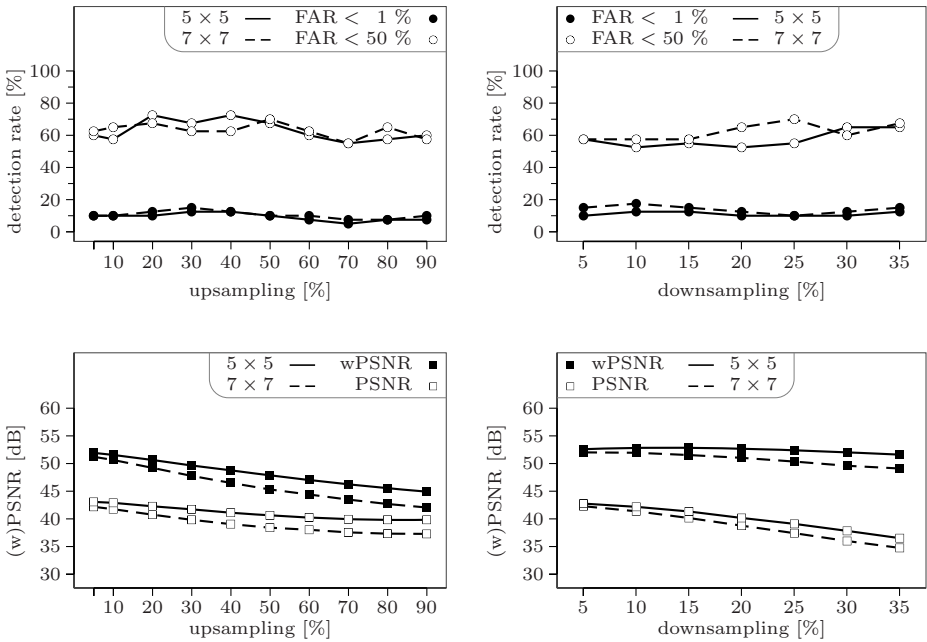 5 × 5 FAR < 1 %
7 × 7 FAR < 50 %
100
80
60
40
20
0
detection rate [%]
10 20 30 40 50 60 70 80 90
upsampling [%]
FAR < 1 % 5 × 5
FAR < 50 % 7 × 7
100
80
60
40
20
0
detection rate [%]
5 10 15 20 25 30 35
downsampling [%]
5 × 5 wPSNR
7 × 7 PSNR
60
55
50
45
40
35
30
(w)PSNR [dB]
10 20 30 40 50 60 70 80 90
upsampling [%]
wPSNR 5 × 5
PSNR 7 × 7
60
55
50
45
40
35
30
(w)PSNR [dB]
5 10 15 20 25 30 35
downsampling [%]